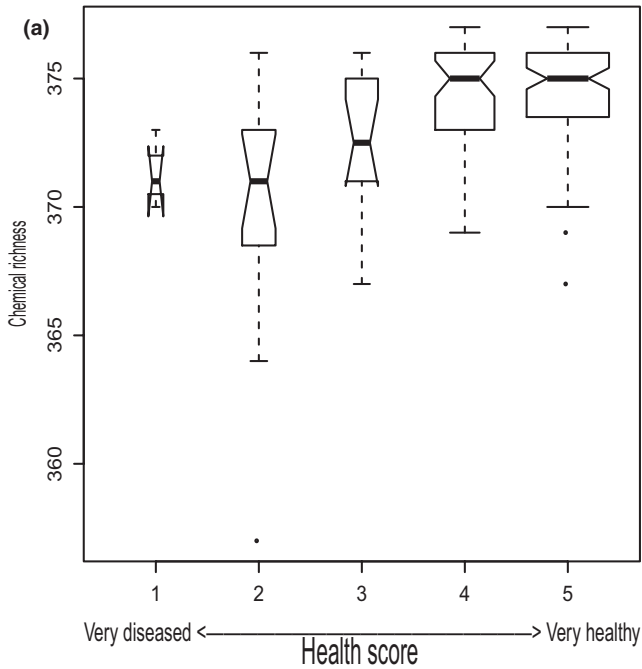 (a)
Chemical richness
375
370
365
360
1 2 3 4 5
Very diseased <—————————————> Very healthy
Health score